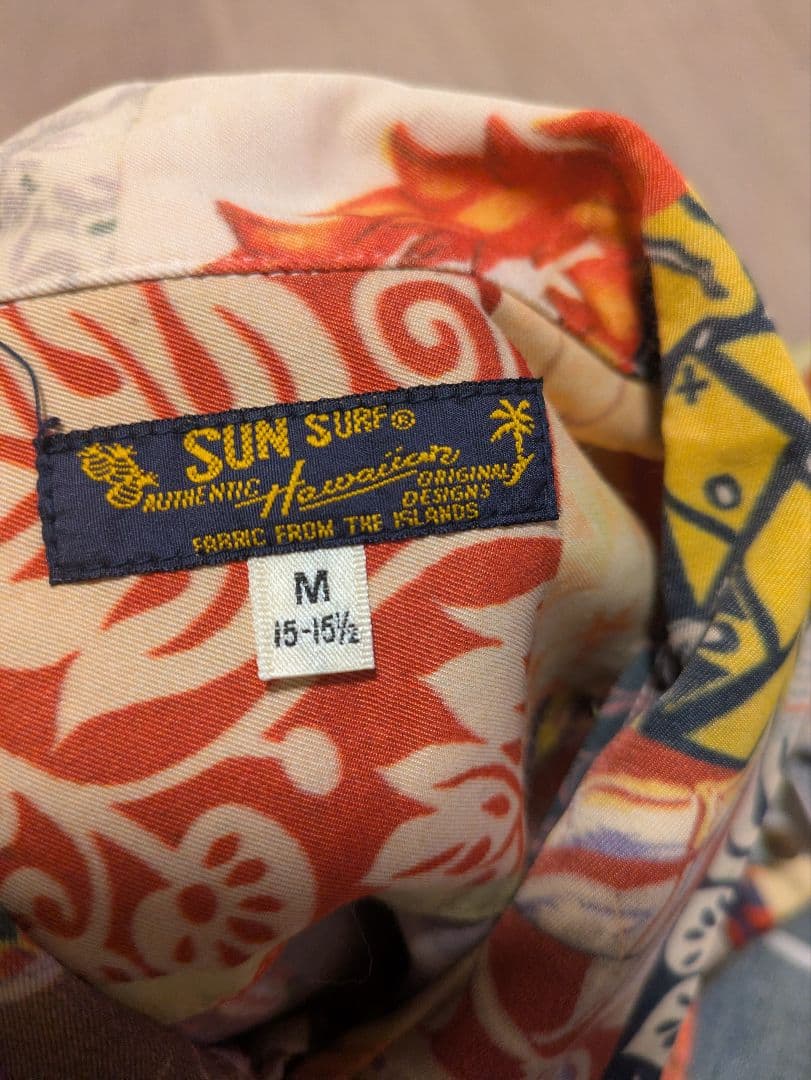 SUN SURF®
AUTHENTIC Hawaiian ORIGINAL
DESIGNS
FABRIC FROM THE ISLANDS
M
15-15½